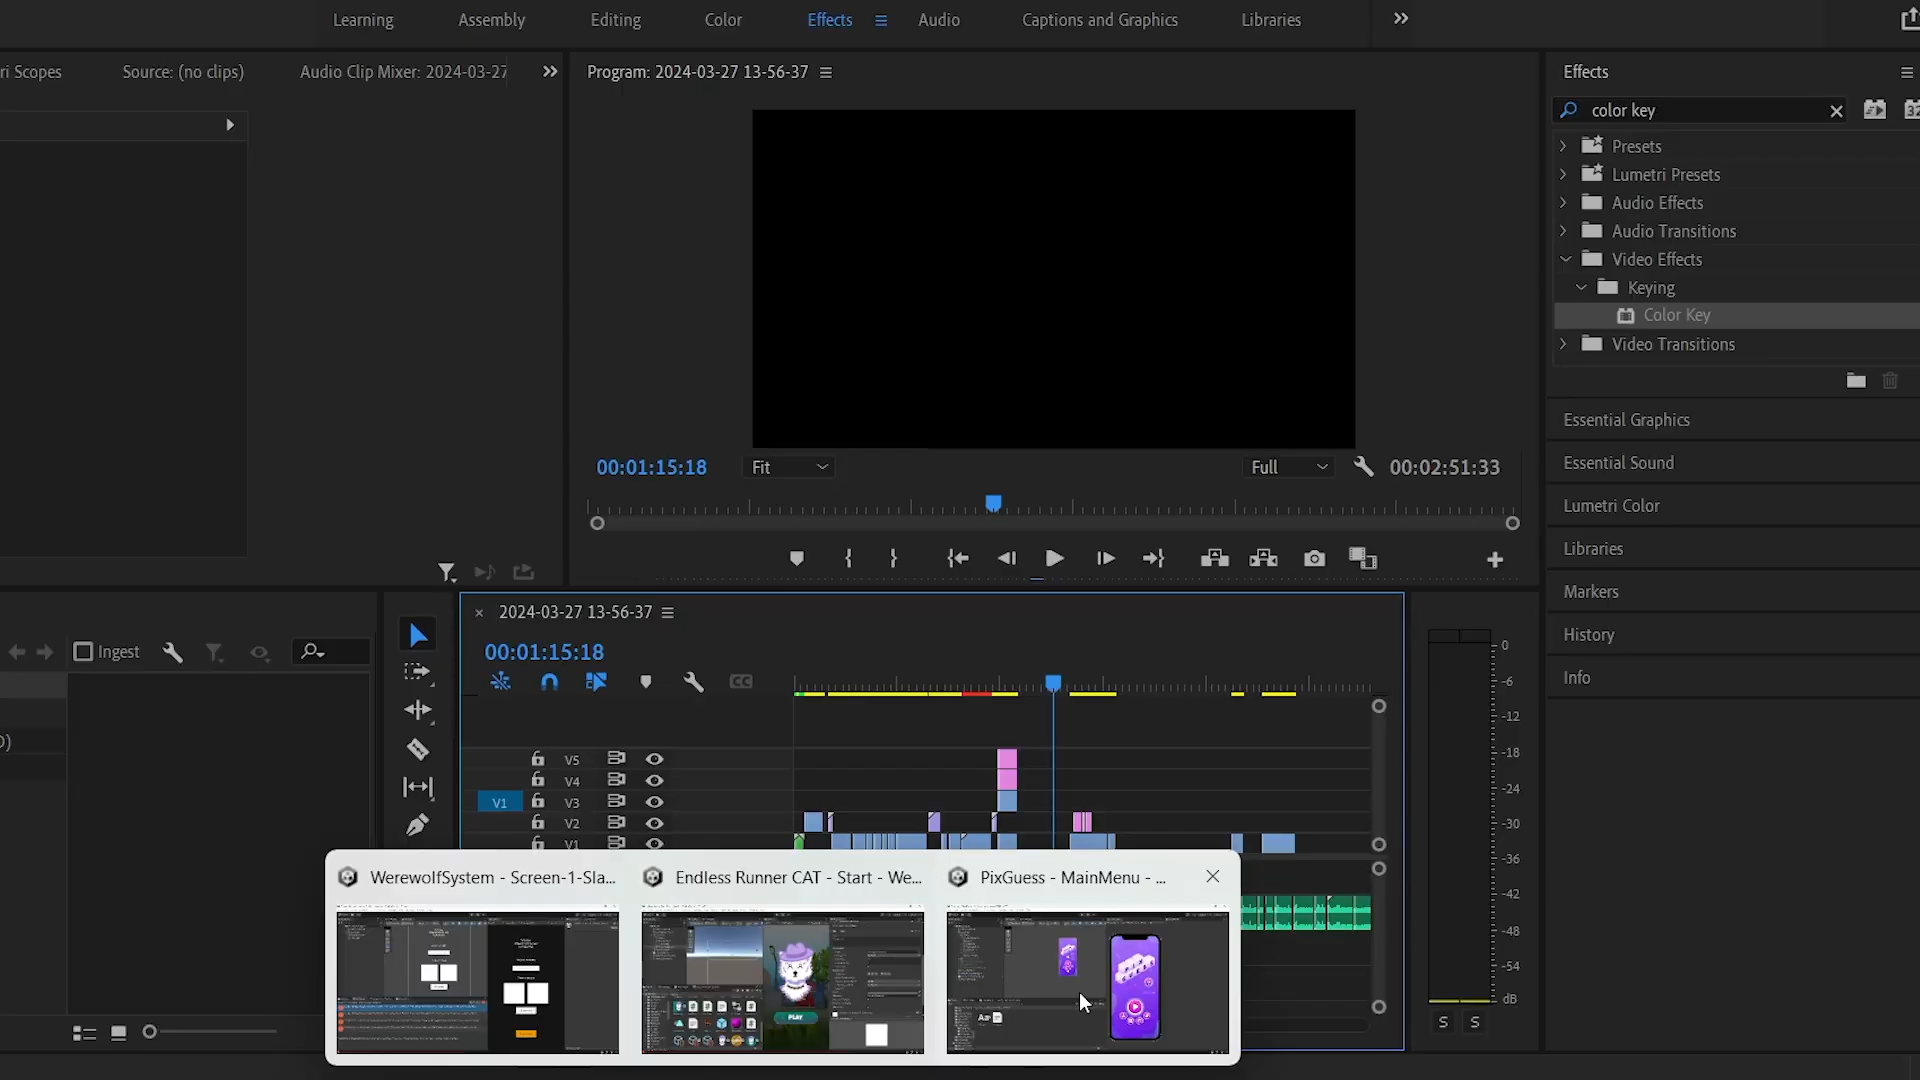 Learning Assembly Editing Color Effects Audio Captions and Graphics Libraries
ri Scopes Source: (no clips) Audio Clip Mixer: 2024-03-27
Program: 2024-03-27 13-56-37
Effects
color key
Presets
Lumetri Presets
Audio Effects
Audio Transitions
Video Effects
Keying
Color Key
Video Transitions
Essential Graphics
Essential Sound
Lumetri Color
Libraries
Markers
History
Info
00:01:15:18 Fit Full 00:02:51:33
Ingest
2024-03-27 13-56-37
00:01:15:18
CC
V5
V4
V1 V3
V2
V1
0
-6
-12
-18
-24
-30
-36
-42
-48
-54
dB
S S
WerewolfSystem - Screen-1-Sla...
Endless Runner CAT - Start - We...
PixGuess - MainMenu - ...
PLAY